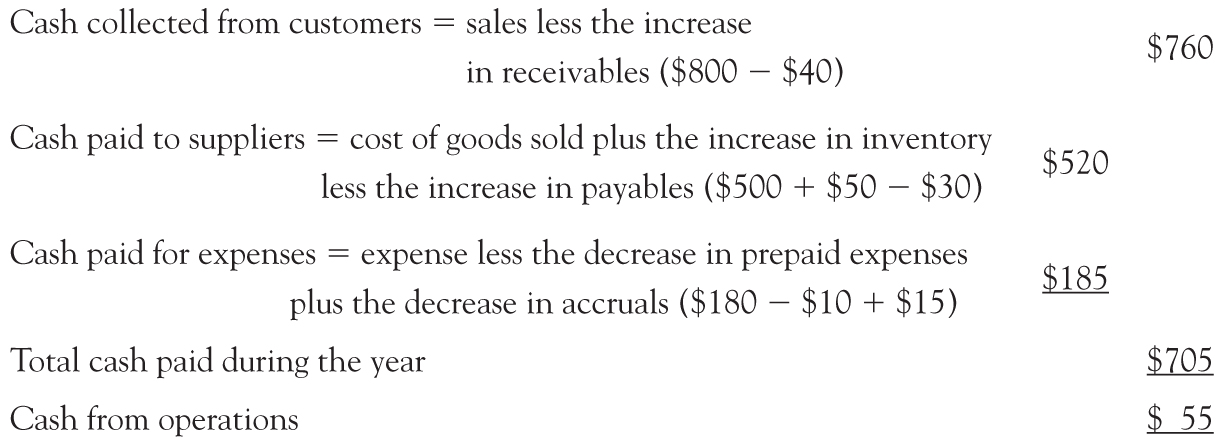 Cash collected from customers = sales less the increase
in receivables ($800 − $40) $760
Cash paid to suppliers = cost of goods sold plus the increase in inventory
less the increase in payables ($500 + $50 − $30) $520
Cash paid for expenses = expense less the decrease in prepaid expenses
plus the decrease in accruals ($180 − $10 + $15) $185
Total cash paid during the year $705
Cash from operations $ 55